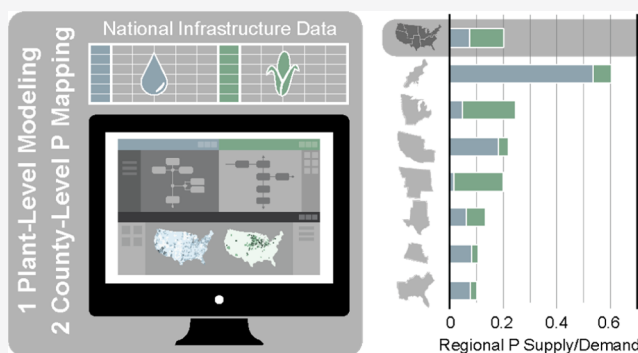 1 Plant-Level Modeling
2 County-Level P Mapping
National Infrastructure Data
0 0.2 0.4 0.6
Regional P Supply/Demand